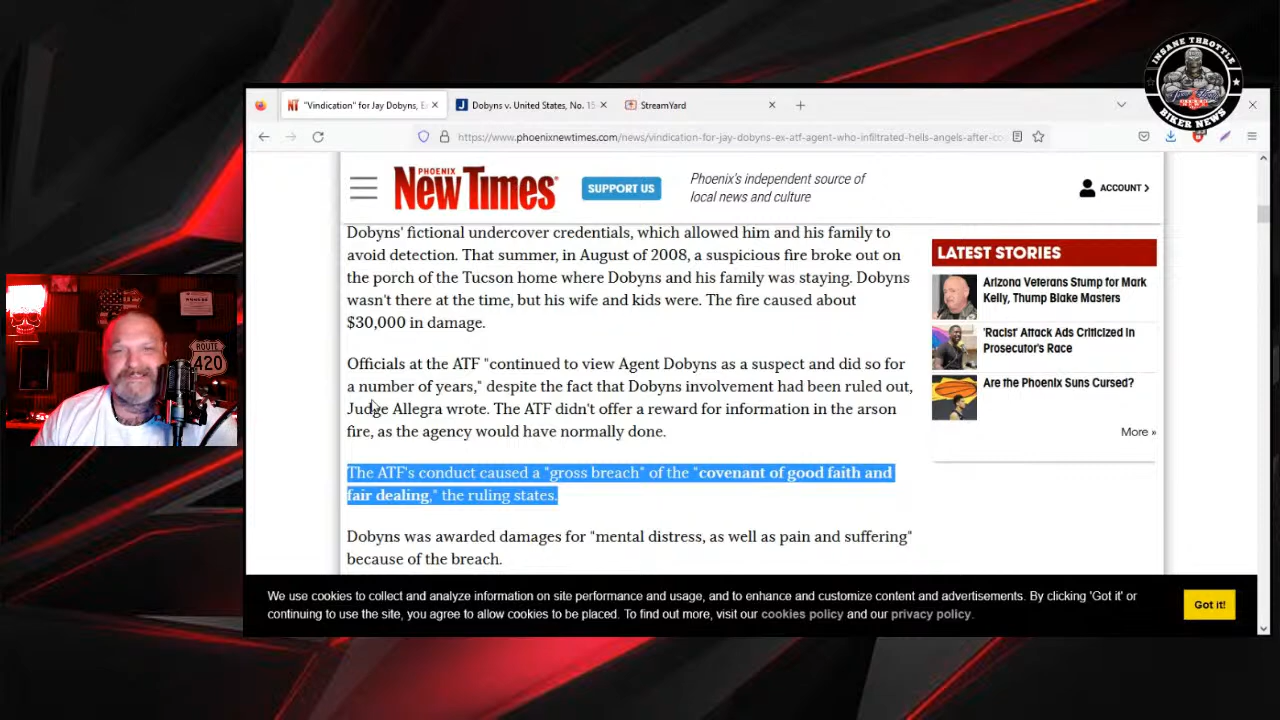 INSANE THROTTLE
BIKER NEWS
"Vindication" for Jay Dobyns, E
Dobyns v. United States, No. 15
StreamYard
https://www.phoenixnewtimes.com/news/vindication-for-jay-dobyns-ex-atf-agent-who-infiltrated-hells-angels-after-co
PHOENIX
New Times
SUPPORT US
Phoenix's independent source of
local news and culture
ACCOUNT
Dobyns' fictional undercover credentials, which allowed him and his family to
avoid detection. That summer, in August of 2008, a suspicious fire broke out on
the porch of the Tucson home where Dobyns and his family was staying. Dobyns
wasn't there at the time, but his wife and kids were. The fire caused about
$30,000 in damage.
Officials at the ATF "continued to view Agent Dobyns as a suspect and did so for
a number of years," despite the fact that Dobyns involvement had been ruled out,
Judge Allegra wrote. The ATF didn't offer a reward for information in the arson
fire, as the agency would have normally done.
The ATF's conduct caused a "gross breach" of the "covenant of good faith and
fair dealing," the ruling states.
Dobyns was awarded damages for "mental distress, as well as pain and suffering"
because of the breach.
LATEST STORIES
Arizona Veterans Stump for Mark
Kelly, Thump Blake Masters
'Racist' Attack Ads Criticized in
Prosecutor's Race
Are the Phoenix Suns Cursed?
More »
ROUTE
420
We use cookies to collect and analyze information on site performance and usage, and to enhance and customize content and advertisements. By clicking 'Got it' or
continuing to use the site, you agree to allow cookies to be placed. To find out more, visit our cookies policy and our privacy policy.
Got it!